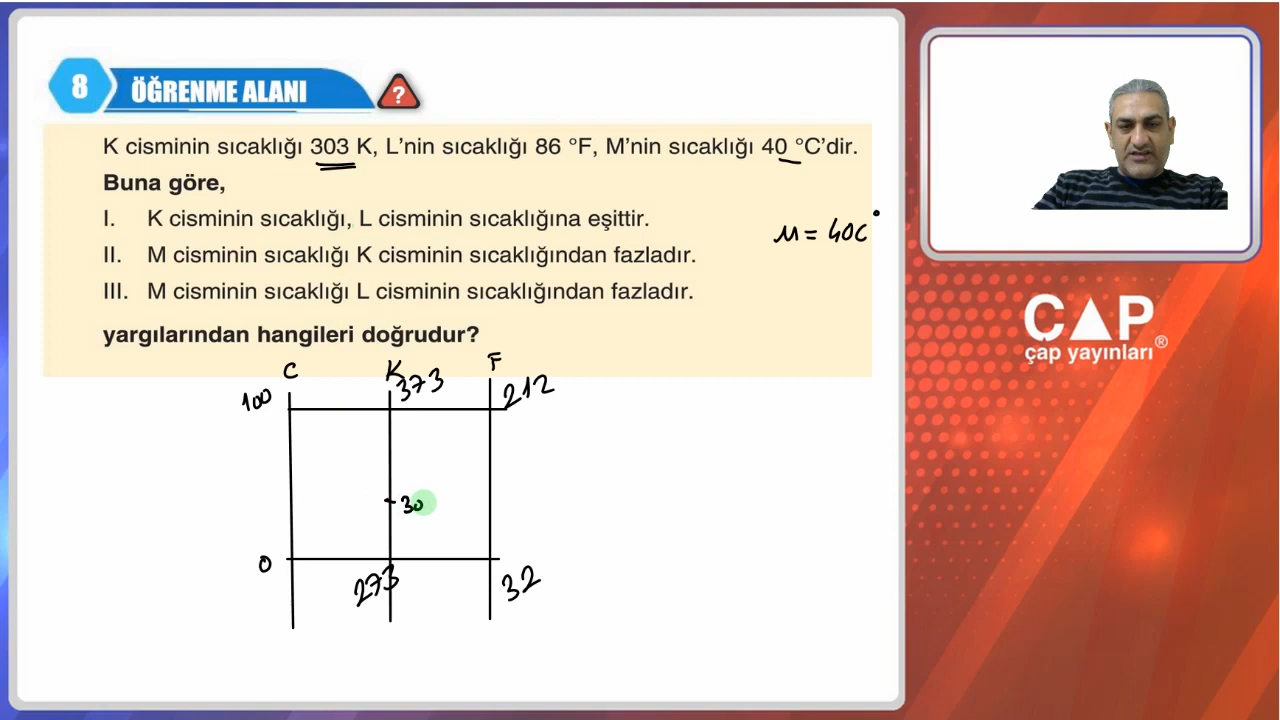 8 ÖĞRENME ALANI ?
K cisminin sıcaklığı 303 K, L'nin sıcaklığı 86 °F, M'nin sıcaklığı 40 °C'dir.
Buna göre,
I. K cisminin sıcaklığı, L cisminin sıcaklığına eşittir.
II. M cisminin sıcaklığı K cisminin sıcaklığından fazladır.
III. M cisminin sıcaklığı L cisminin sıcaklığından fazladır.
yargılarından hangileri doğrudur?
M = 40C°
C K F
100 373 212
30
0 273 32
CAP
çap yayınları®